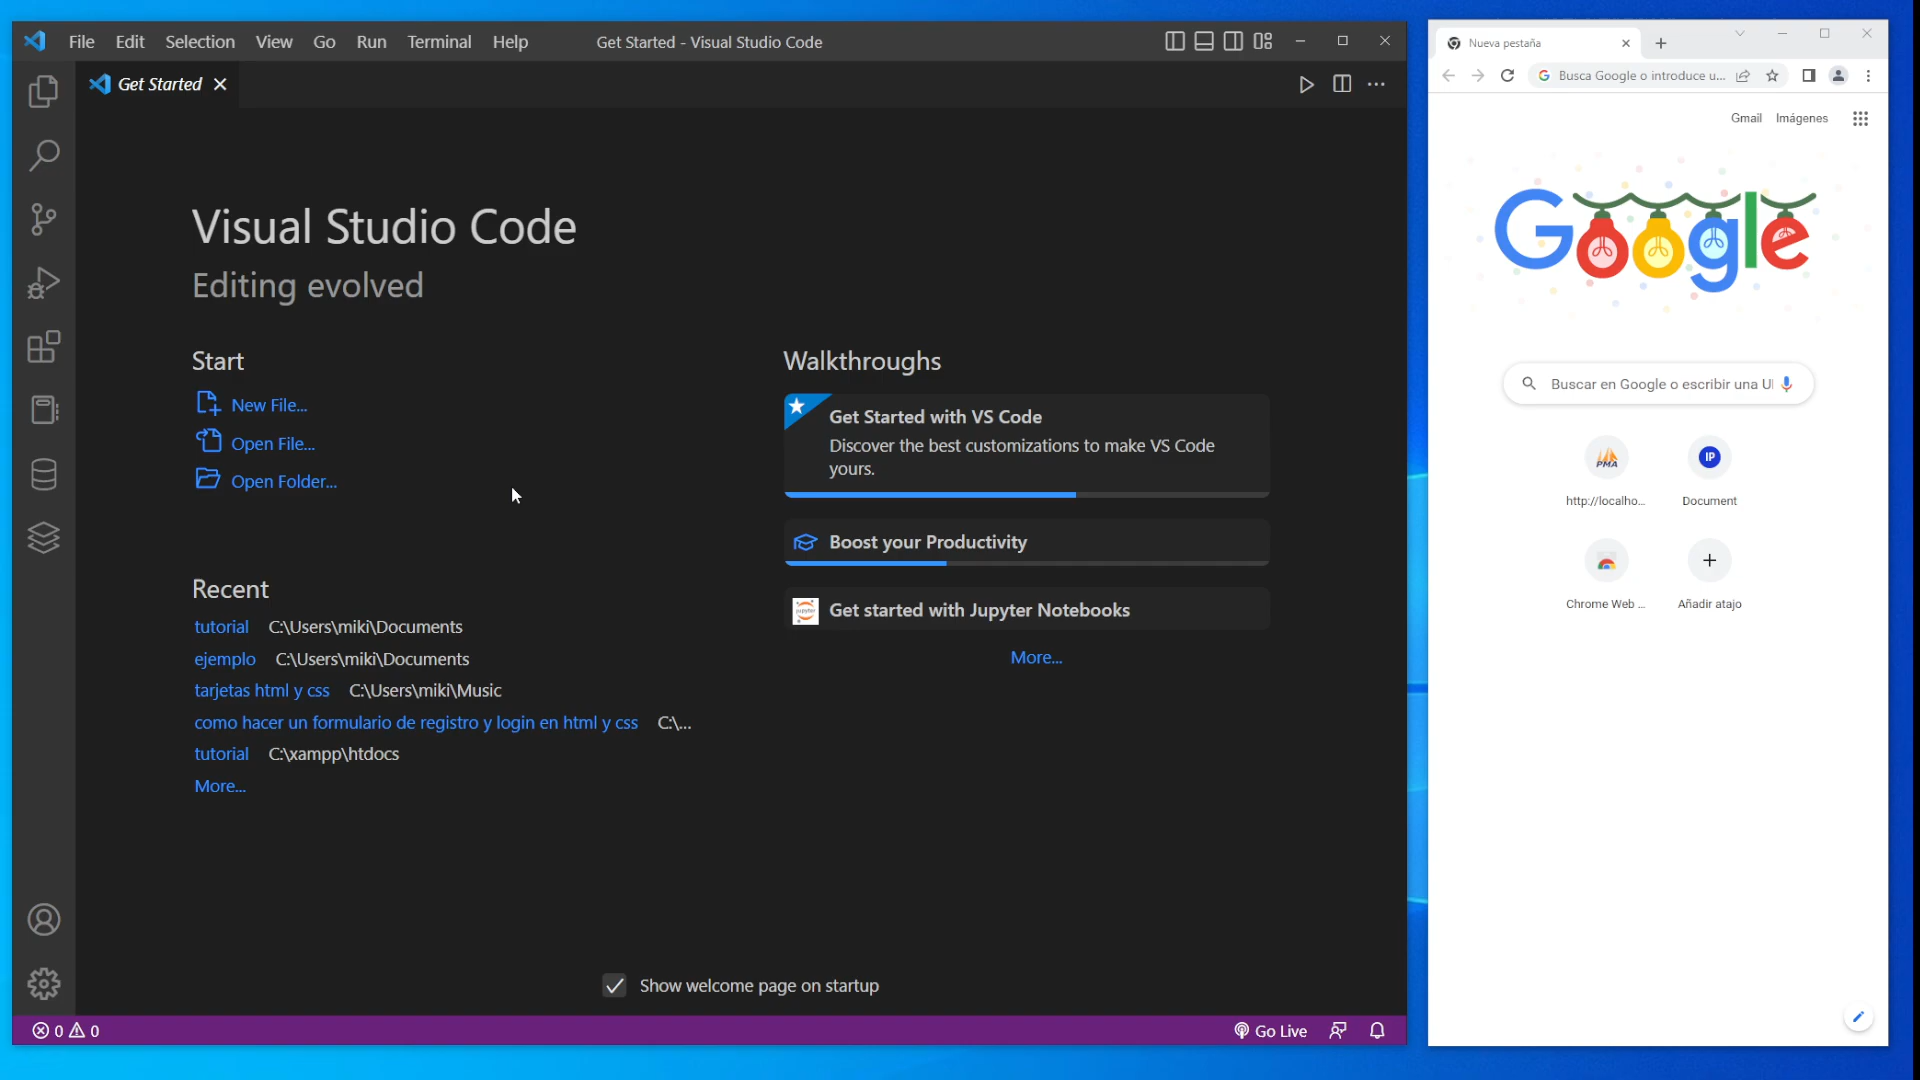 File Edit Selection View Go Run Terminal Help
Get Started - Visual Studio Code
Get Started
Visual Studio Code
Editing evolved
Start
New File...
Open File...
Open Folder...
Recent
tutorial C:\Users\miki\Documents
ejemplo C:\Users\miki\Documents
tarjetas html y css C:\Users\miki\Music
como hacer un formulario de registro y login en html y css C:\...
tutorial C:\xampp\htdocs
More...
Walkthroughs
Get Started with VS Code
Discover the best customizations to make VS Code
yours.
Boost your Productivity
jupyter
Get started with Jupyter Notebooks
More...
Show welcome page on startup
0 0
Go Live
Nueva pestaña
G Busca Google o introduce u...
Gmail Imágenes
Google
Buscar en Google o escribir una U
PMA
IP
http://localho...
Document
Chrome Web ...
Añadir atajo